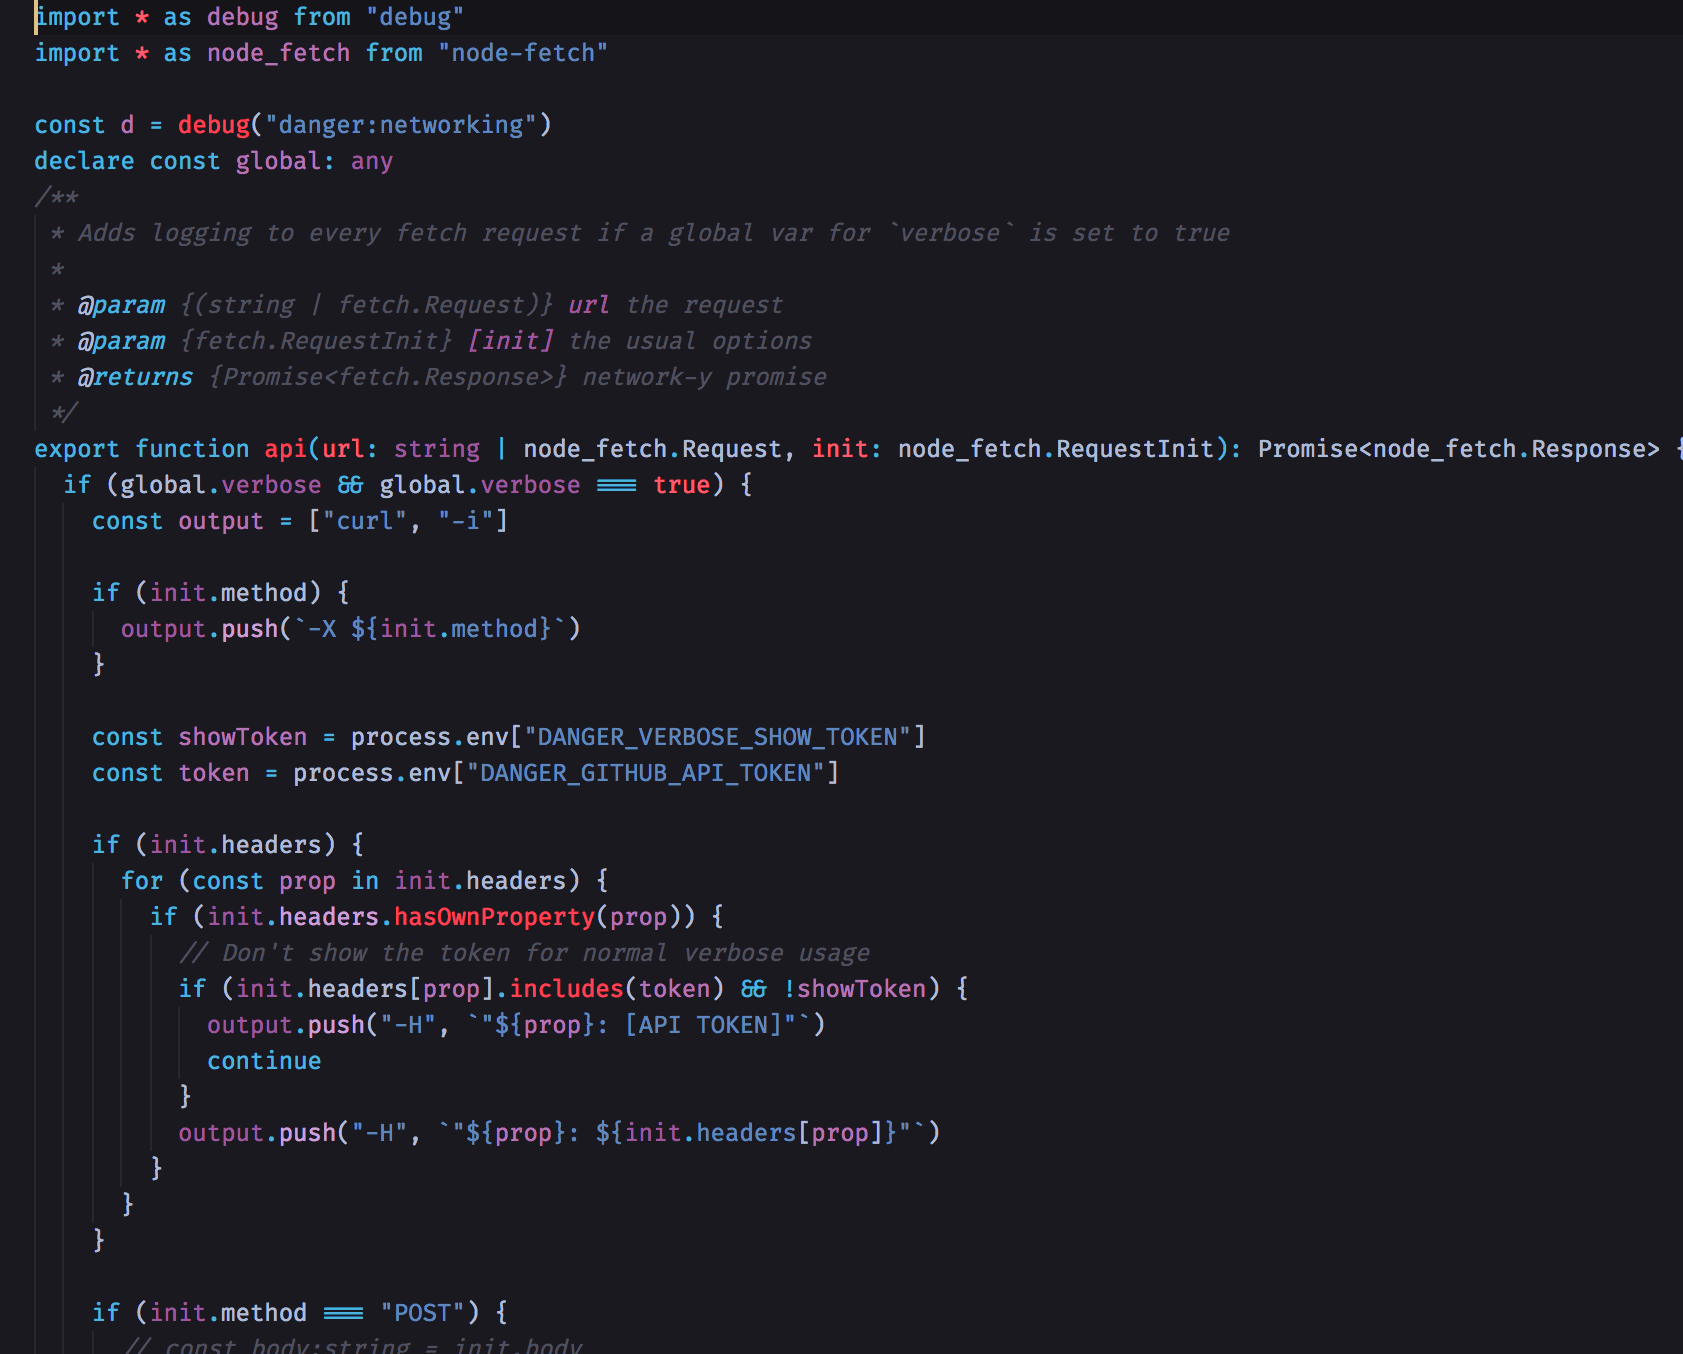 import * as debug from "debug"
import * as node_fetch from "node-fetch"
const d = debug("danger:networking")
declare const global: any
/**
* Adds logging to every fetch request if a global var for `verbose` is set to true
*
* @param {(string | fetch.Request)} url the request
* @param {fetch.RequestInit} [init] the usual options
* @returns {Promise<fetch.Response>} network-y promise
*/
export function api(url: string | node_fetch.Request, init: node_fetch.RequestInit): Promise<node_fetch.Response> {
if (global.verbose && global.verbose === true) {
const output = ["curl", "-i"]
if (init.method) {
output.push(`-X ${init.method}`)
}
const showToken = process.env["DANGER_VERBOSE_SHOW_TOKEN"]
const token = process.env["DANGER_GITHUB_API_TOKEN"]
if (init.headers) {
for (const prop in init.headers) {
if (init.headers.hasOwnProperty(prop)) {
// Don't show the token for normal verbose usage
if (init.headers[prop].includes(token) && !showToken) {
output.push("-H", `"${prop}: [API TOKEN]"`)
continue
}
output.push("-H", `"${prop}: ${init.headers[prop]}"`)
}
}
}
if (init.method === "POST") {
// const body:string = init.body